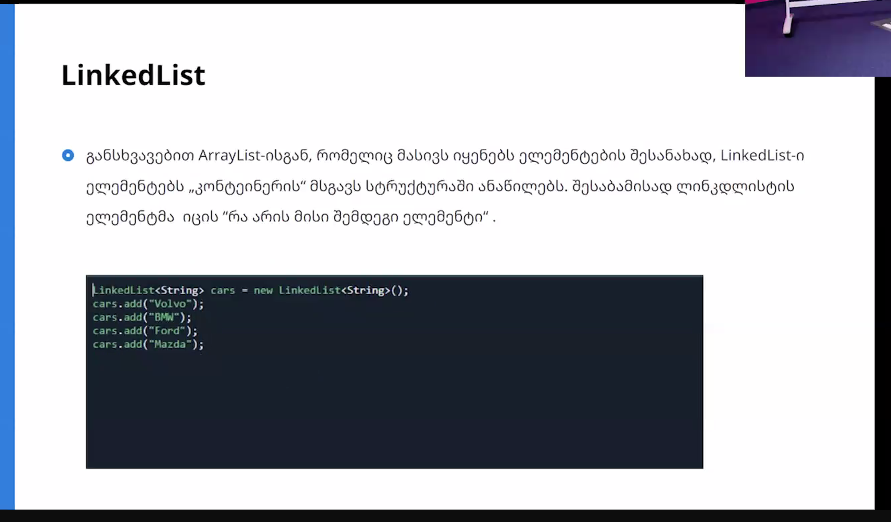 LinkedList
განსხვავებით ArrayList-ისგან, რომელიც მასივს იყენებს ელემენტების შესანახად, LinkedList-ი
ელემენტებს „კონტეინერის“ მსგავს სტრუქტურაში ანაწილებს. შესაბამისად ლინკდლისტის
ელემენტმა იცის “რა არის მისი შემდეგი ელემენტი“ .
LinkedList<String> cars = new LinkedList<String>();
cars.add("Volvo");
cars.add("BMW");
cars.add("Ford");
cars.add("Mazda");